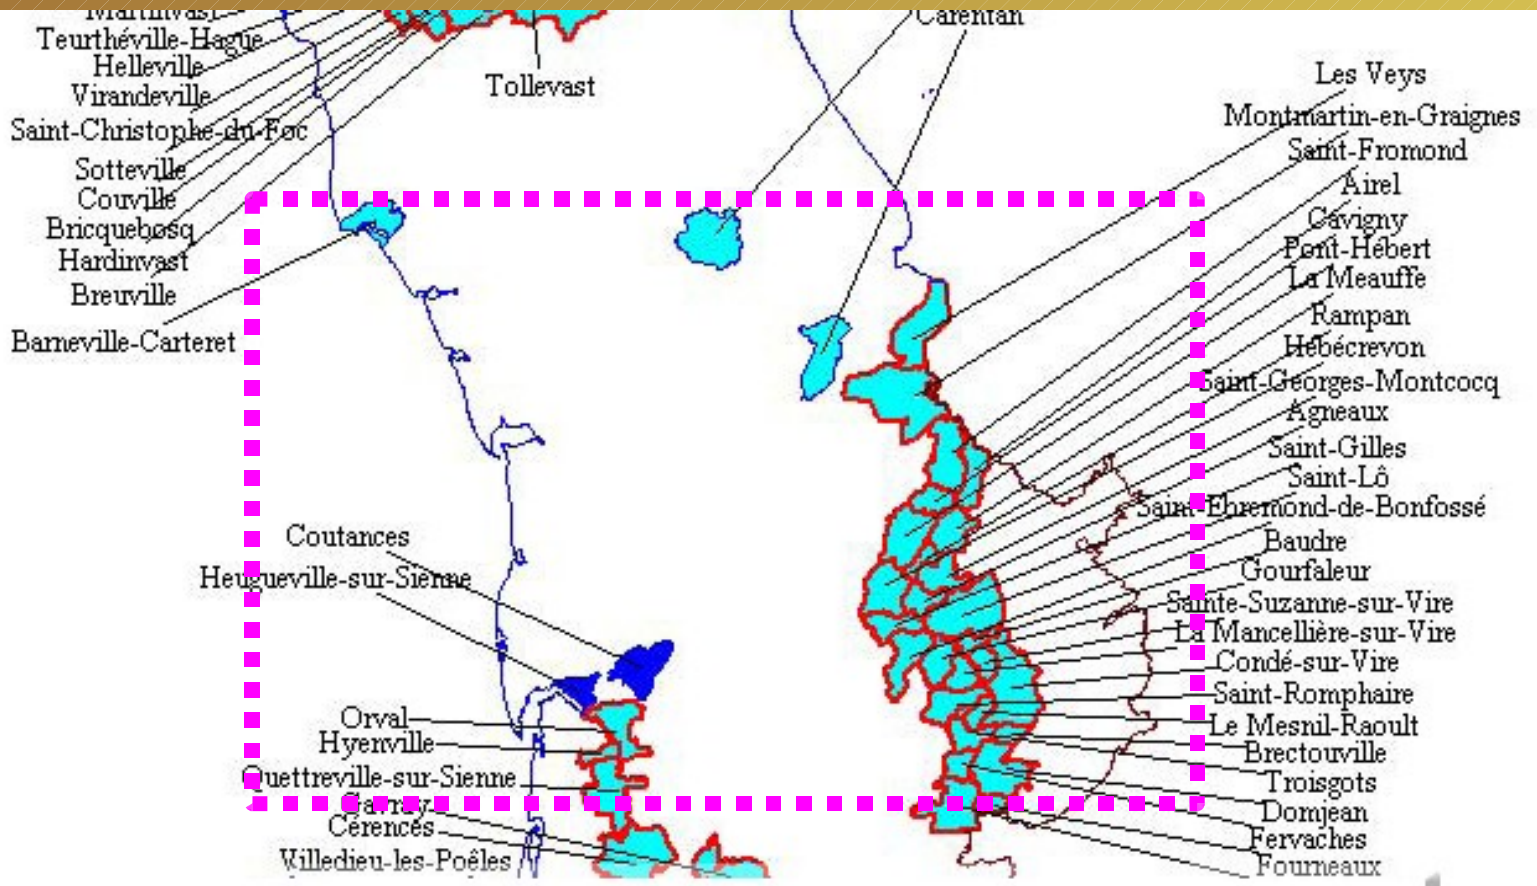 Martinvast
Carentan
Teurthéville-Hague
Helleville
Virandeville
Tollevast
Les Veys
Montmartin-en-Graignes
Saint-Christophe-du-Foc
Saint-Fromond
Sotteville
Airel
Couville
Cavigny
Bricquebosq
Pont-Hébert
Hardinvast
La Meauffe
Breuville
Rampan
Barneville-Carteret
Hébécrevon
Saint-Georges-Montcocq
Agneaux
Saint-Gilles
Saint-Lô
Saint-Ebremond-de-Bonfossé
Coutances
Baudre
Heugueville-sur-Sienne
Gourfaleur
Sainte-Suzanne-sur-Vire
La Mancellière-sur-Vire
Condé-sur-Vire
Saint-Romphaire
Orval
Le Mesnil-Raoult
Hyenville
Brectouville
Quettreville-sur-Sienne
Troisgots
Gavray
Domjean
Cérences
Fervaches
Villedieu-les-Poêles
Fourneaux